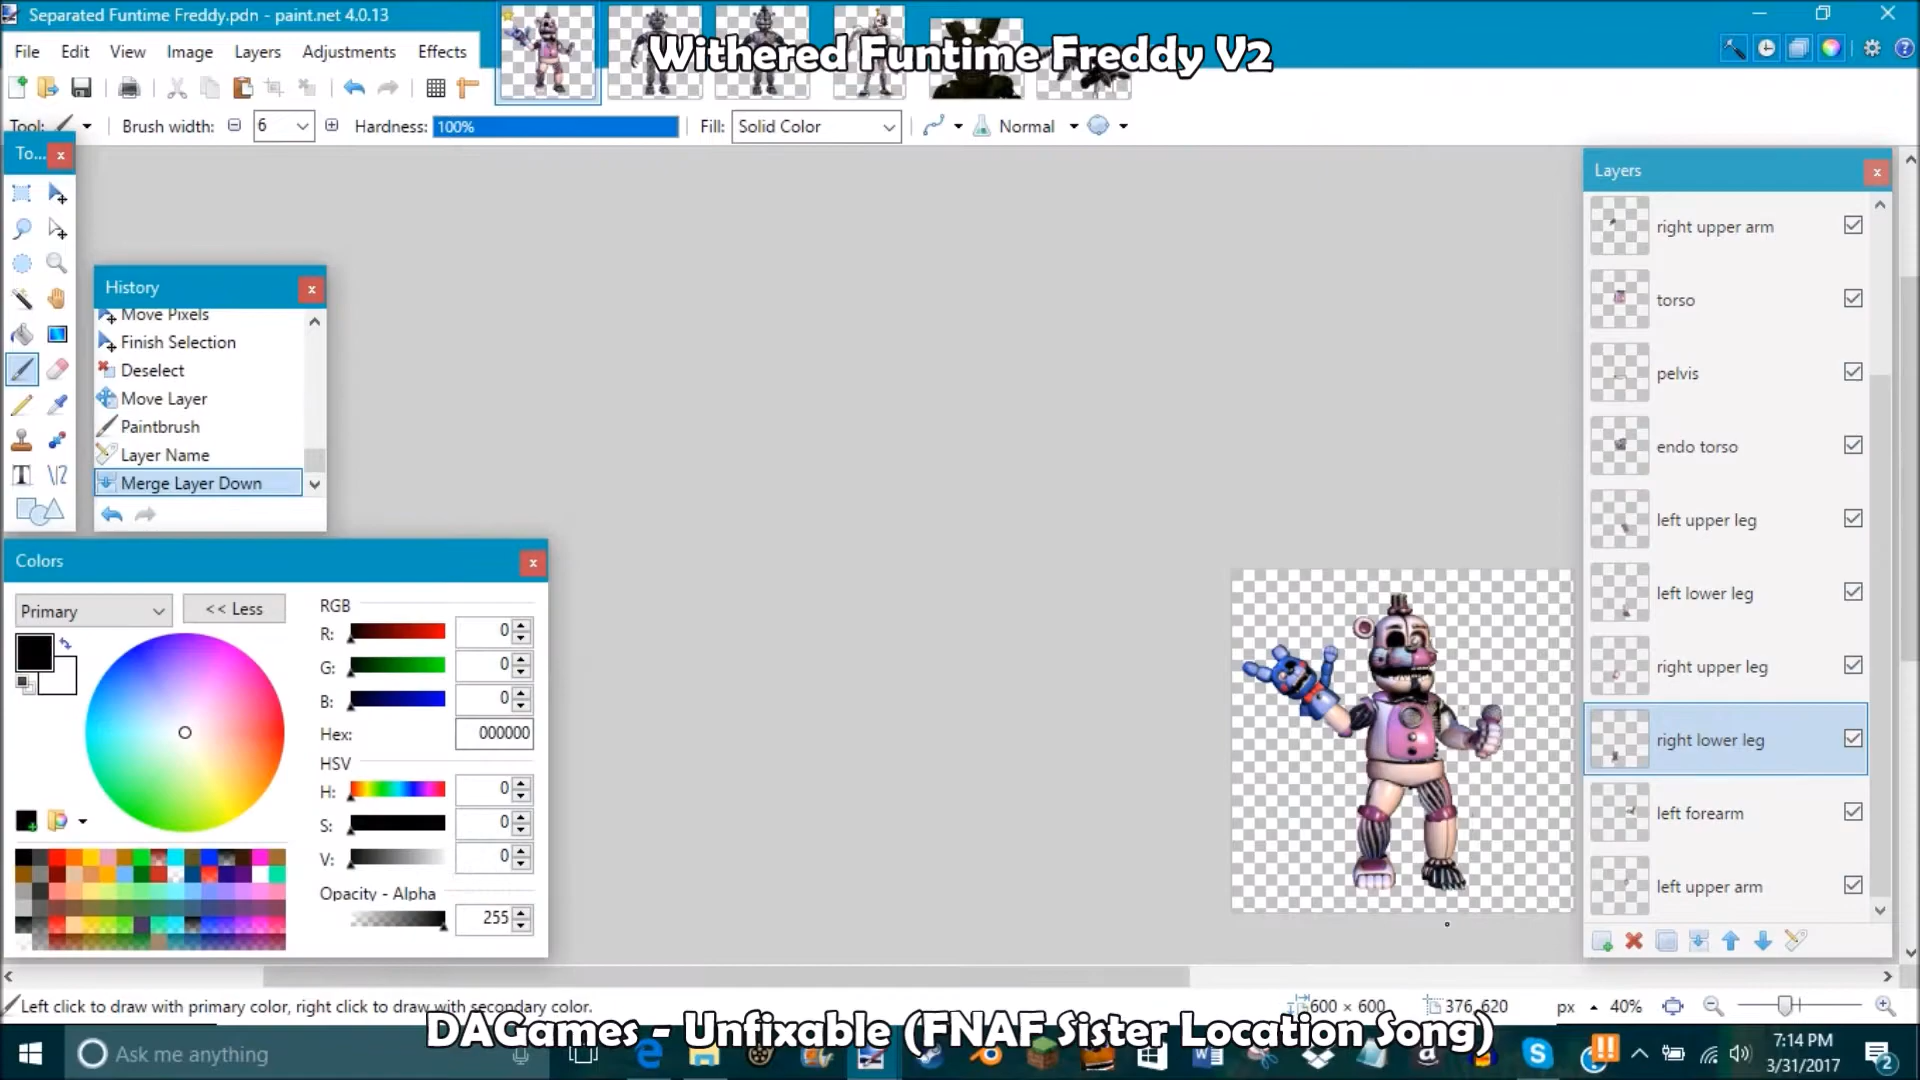 Separated Funtime Freddy.pdn - paint.net 4.0.13
File Edit View Image Layers Adjustments Effects
Withered Funtime Freddy V2
Tool: Brush width: 6 Hardness: 100% Fill: Solid Color Normal
To... x
History x
Move Pixels
Finish Selection
Deselect
Move Layer
Paintbrush
Layer Name
Merge Layer Down
Colors x
Primary << Less
RGB
R: 0
G: 0
B: 0
Hex: 000000
HSV
H: 0
S: 0
V: 0
Opacity - Alpha
255
Layers x
right upper arm
torso
pelvis
endo torso
left upper leg
left lower leg
right upper leg
right lower leg
left forearm
left upper arm
Left click to draw with primary color, right click to draw with secondary color.
600 × 600 376,620 px 40%
DAGames - Unfixable (FNAF Sister Location Song)
Ask me anything
7:14 PM
3/31/2017
2